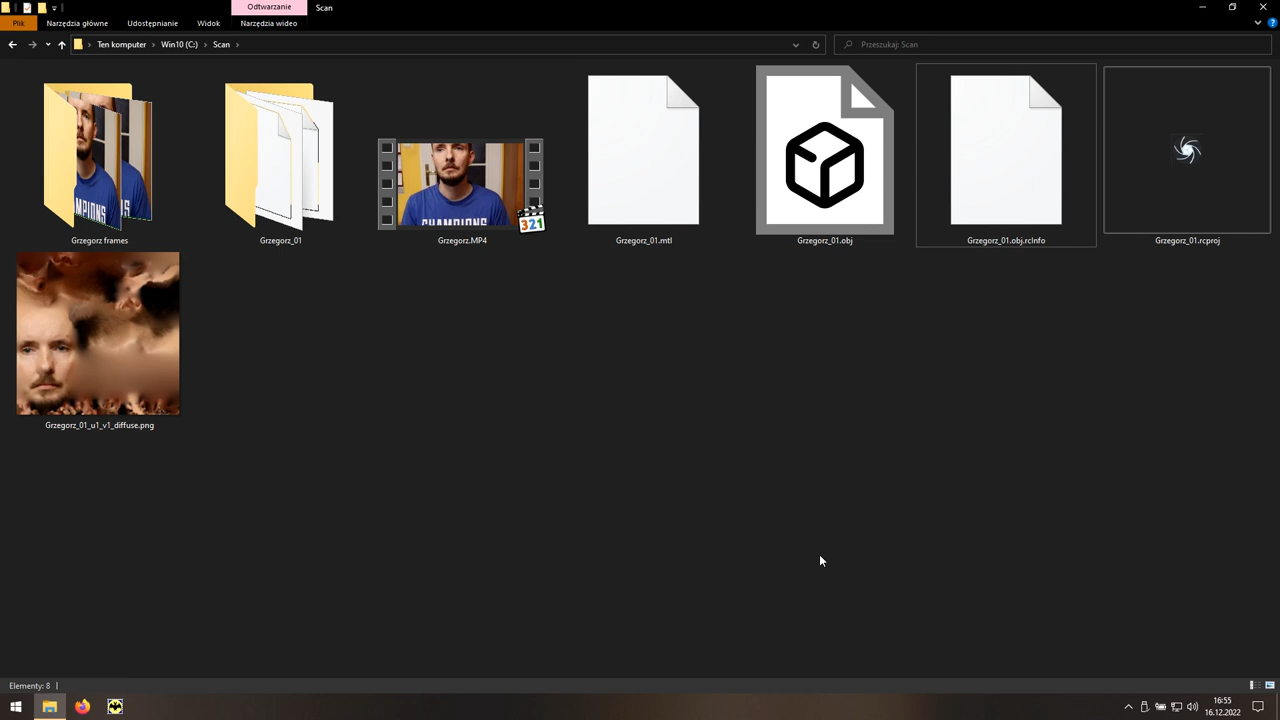 Odtwarzanie
Scan
Plik
Narzędzia główne
Udostępnianie
Widok
Narzędzia wideo
Ten komputer
Win10 (C:)
Scan
Przeszukaj: Scan
CHAMPIONS
321
Grzegorz frames
Grzegorz_01
Grzegorz.MP4
Grzegorz_01.mtl
Grzegorz_01.obj
Grzegorz_01.obj.rcInfo
Grzegorz_01.rcproj
Grzegorz_01_u1_v1_diffuse.png
Elementy: 8
16:55
16.12.2022